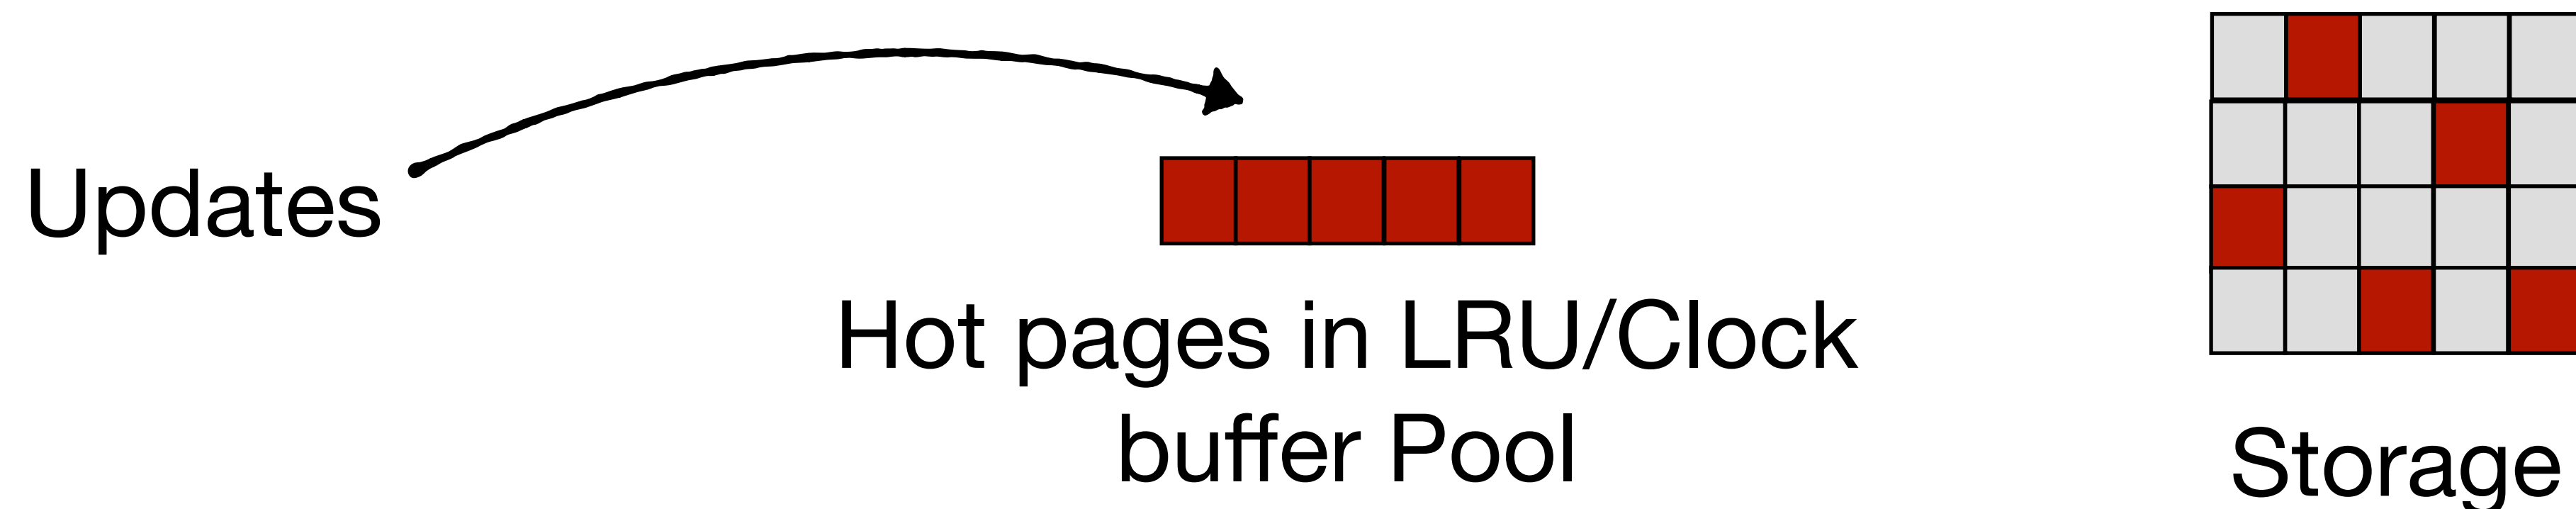 Updates
Hot pages in LRU/Clock
buffer Pool
Storage